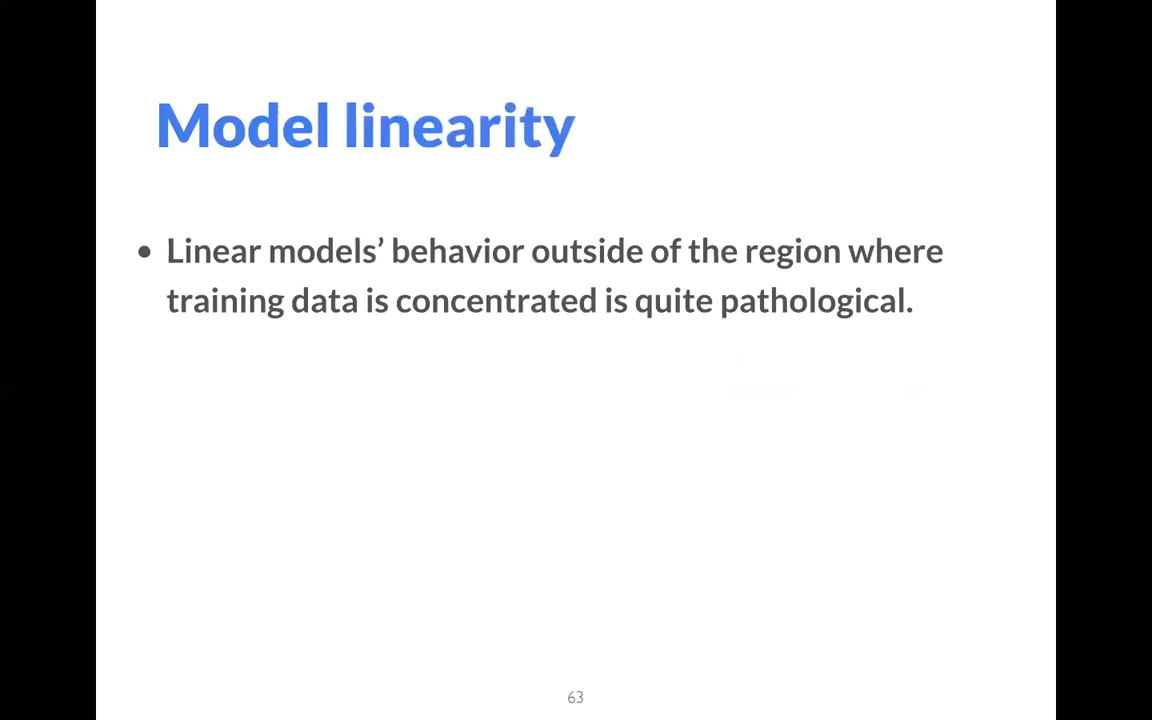 Model linearity
• Linear models’ behavior outside of the region where
training data is concentrated is quite pathological.
63